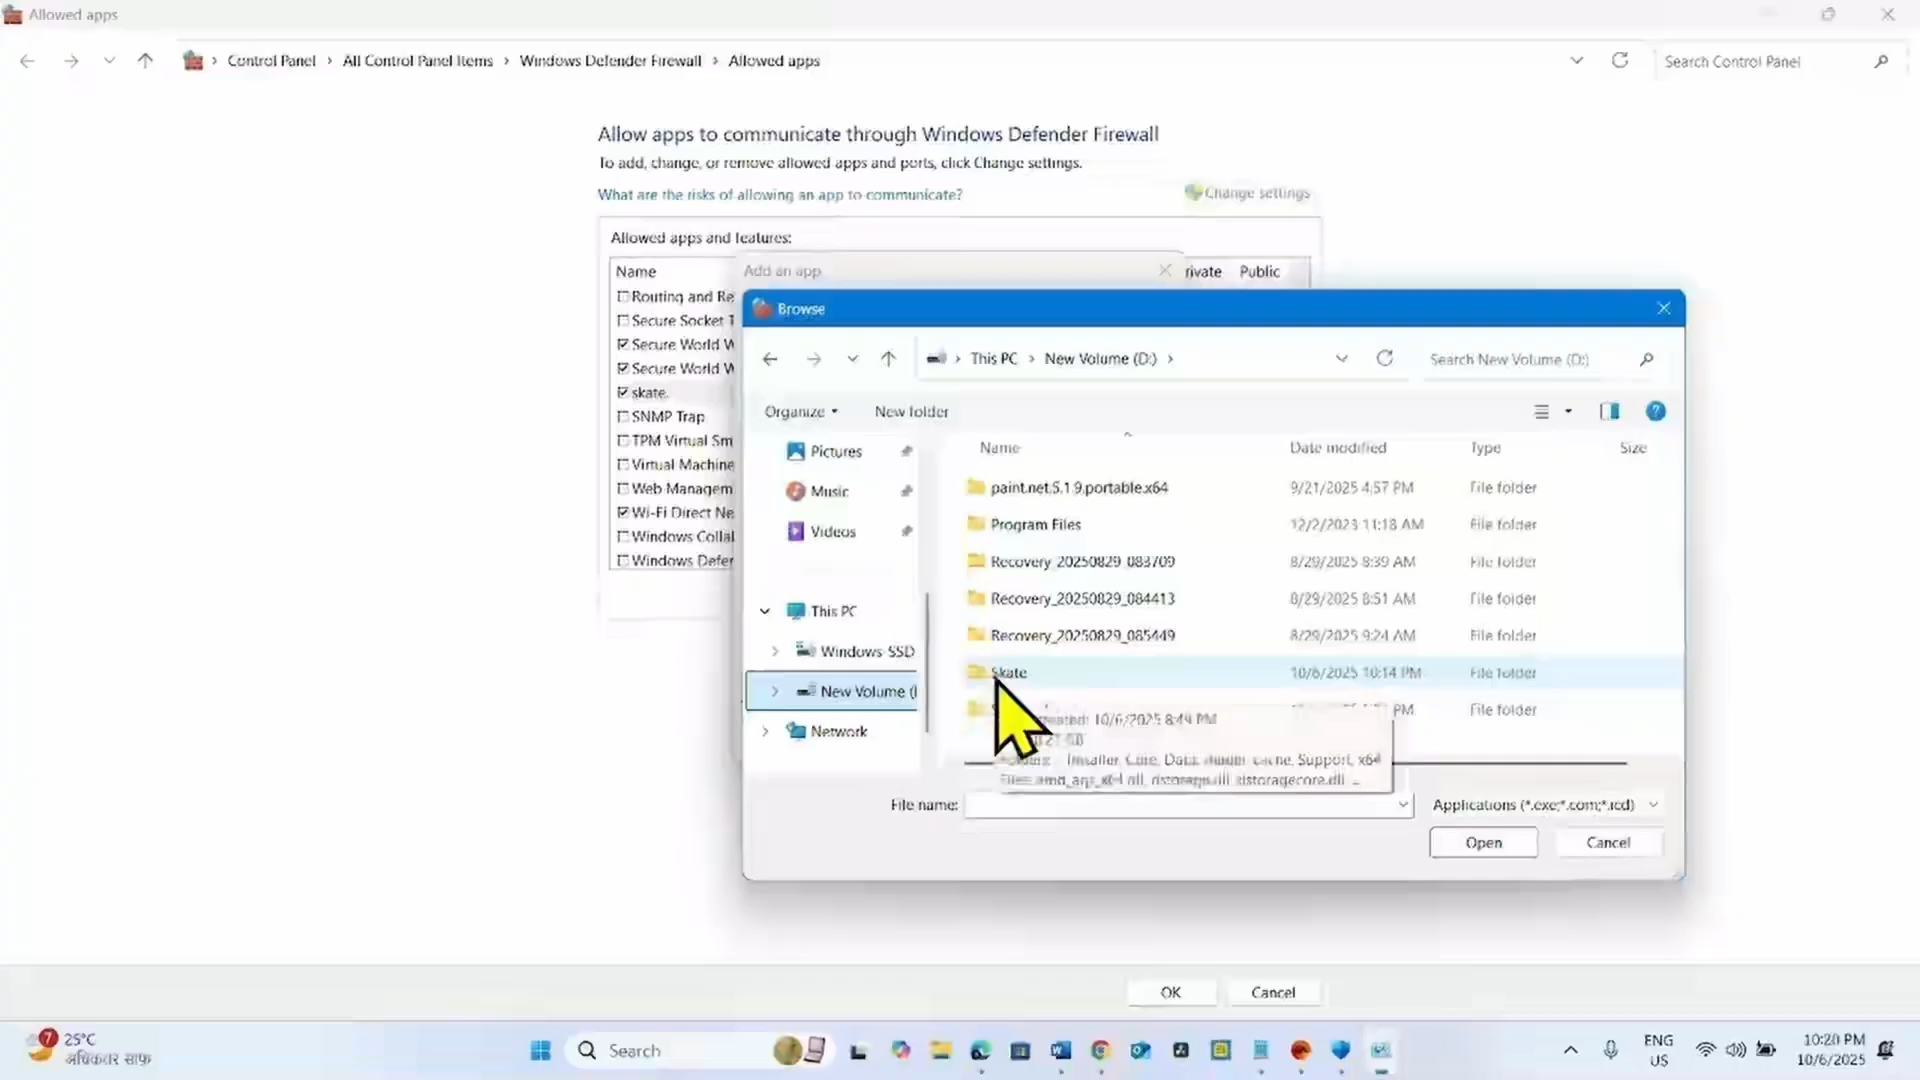 Allowed apps
Control Panel › All Control Panel Items › Windows Defender Firewall › Allowed apps
Search Control Panel
Allow apps to communicate through Windows Defender Firewall
To add, change, or remove allowed apps and ports, click Change settings.
What are the risks of allowing an app to communicate?
Change settings
Allowed apps and features:
Name
rivate Public
Routing and Re
Secure Socket T
Secure World W
Secure World W
skate.
SNMP Trap
TPM Virtual Sm
Virtual Machine
Web Managem
Wi-Fi Direct Ne
Windows Collab
Windows Defer
Add an app
Browse
This PC › New Volume (D:) ›
Search New Volume (D:)
Organize
New folder
Pictures
Music
Videos
This PC
Windows-SSD
New Volume (
Network
Name Date modified Type Size
paint.net.5.1.9.portable.x64 9/21/2025 4:57 PM File folder
Program Files 12/2/2023 11:18 AM File folder
Recovery_20250829_083709 8/29/2025 8:39 AM File folder
Recovery_20250829_084413 8/29/2025 8:51 AM File folder
Recovery_20250829_085449 8/29/2025 9:24 AM File folder
Skate 10/6/2025 10:14 PM File folder
PM File folder
10/6/2025 8:49 PM
Installer, Core, Data, cache, Support, x64
File name:
Applications (*.exe;*.com;*.icd)
Open
Cancel
OK
Cancel
7
25°C
अधिकतर साफ़
Search
ENG
US
10:20 PM
10/6/2025